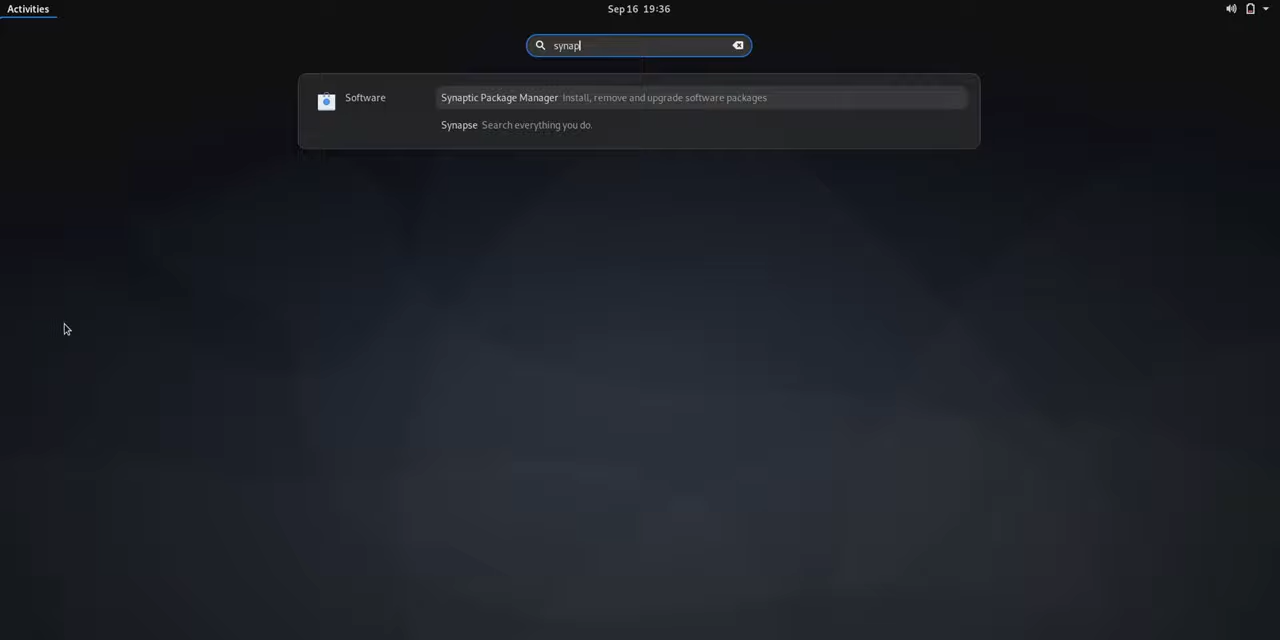 Activities
Sep 16 19:36
synap
Software
Synaptic Package Manager Install, remove and upgrade software packages
Synapse Search everything you do.